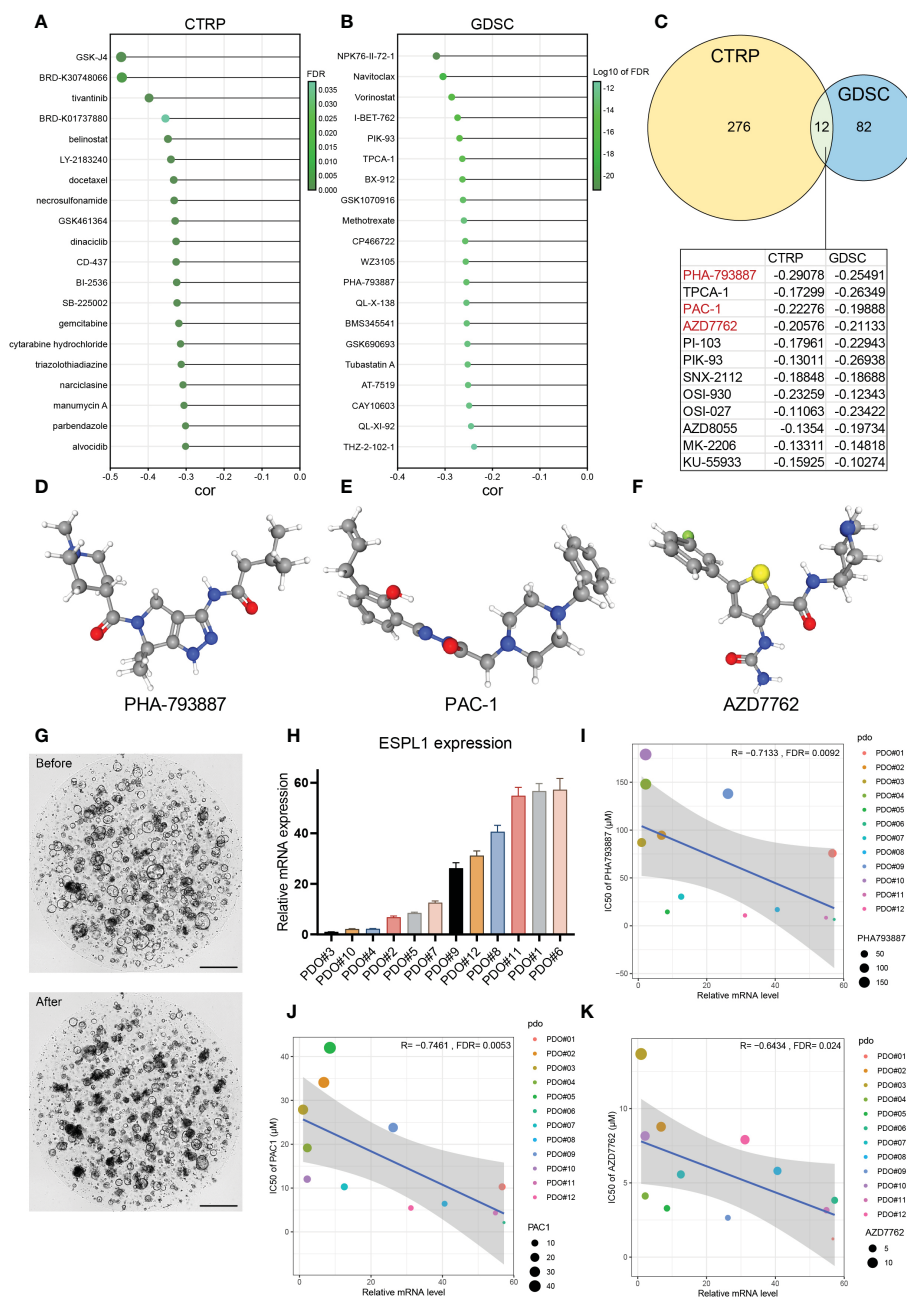 A
CTRP
GSK-J4
BRD-K30748066
tivantinib
BRD-K01737880
belinostat
LY-2183240
docetaxel
necrosulfonamide
GSK461364
dinaciclib
CD-437
BI-2536
SB-225002
gemcitabine
cytarabine hydrochloride
triazolothiadiazine
narciclasine
manumycin A
parbendazole
alvocidib
-0.5 -0.4 -0.3 -0.2 -0.1 0.0
cor
FDR
0.035
0.030
0.025
0.020
0.015
0.010
0.005
0.000
B
GDSC
NPK76-II-72-1
Navitoclax
Vorinostat
I-BET-762
PIK-93
TPCA-1
BX-912
GSK1070916
Methotrexate
CP466722
WZ3105
PHA-793887
QL-X-138
BMS345541
GSK690693
Tubastatin A
AT-7519
CAY10603
QL-XI-92
THZ-2-102-1
-0.4 -0.3 -0.2 -0.1 0.0
cor
Log10 of FDR
-12
-14
-16
-18
-20
C
CTRP
GDSC
276 12 82
CTRP GDSC
PHA-793887 -0.29078 -0.25491
TPCA-1 -0.17299 -0.26349
PAC-1 -0.22276 -0.19888
AZD7762 -0.20576 -0.21133
PI-103 -0.17961 -0.22943
PIK-93 -0.13011 -0.26938
SNX-2112 -0.18848 -0.18688
OSI-930 -0.23259 -0.12343
OSI-027 -0.11063 -0.23422
AZD8055 -0.1354 -0.19734
MK-2206 -0.13311 -0.14818
KU-55933 -0.15925 -0.10274
D
PHA-793887
E
PAC-1
F
AZD7762
G
Before
After
H
ESPL1 expression
Relative mRNA expression
60
40
20
0
PDO#3 PDO#10 PDO#4 PDO#2 PDO#5 PDO#7 PDO#9 PDO#12 PDO#8 PDO#11 PDO#1 PDO#6
I
R= −0.7133 , FDR= 0.0092
IC50 of PHA793887 (μM)
150
100
50
0
−50
0 20 40 60
Relative mRNA level
pdo
PDO#01
PDO#02
PDO#03
PDO#04
PDO#05
PDO#06
PDO#07
PDO#08
PDO#09
PDO#10
PDO#11
PDO#12
PHA793887
50
100
150
J
R= −0.7461 , FDR= 0.0053
IC50 of PAC1 (μM)
40
30
20
10
0
0 20 40 60
Relative mRNA level
pdo
PDO#01
PDO#02
PDO#03
PDO#04
PDO#05
PDO#06
PDO#07
PDO#08
PDO#09
PDO#10
PDO#11
PDO#12
PAC1
10
20
30
40
K
R= −0.6434 , FDR= 0.024
IC50 of AZD7762 (μM)
10
5
0
0 20 40 60
Relative mRNA level
pdo
PDO#01
PDO#02
PDO#03
PDO#04
PDO#05
PDO#06
PDO#07
PDO#08
PDO#09
PDO#10
PDO#11
PDO#12
AZD7762
5
10